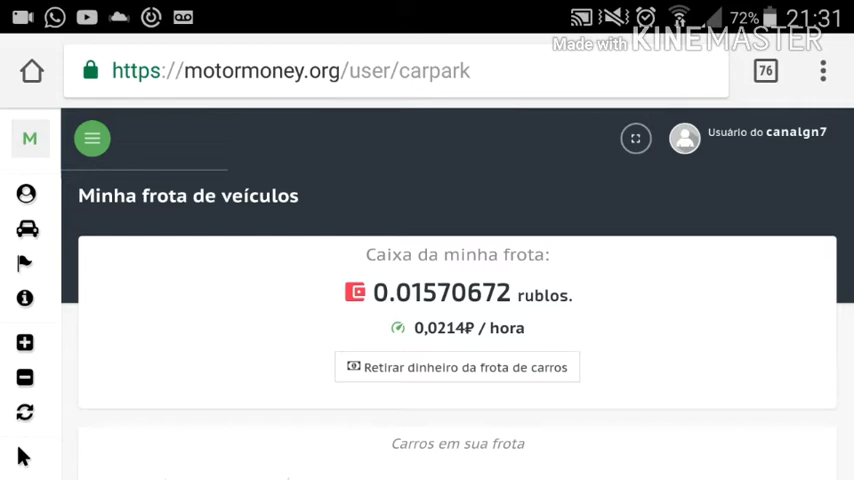 72% 21:31
Made with KINEMASTER
https://motormoney.org/user/carpark
76
M
Usuário do canalgn7
Minha frota de veículos
Caixa da minha frota:
0.01570672 rublos.
0,0214₽ / hora
Retirar dinheiro da frota de carros
Carros em sua frota